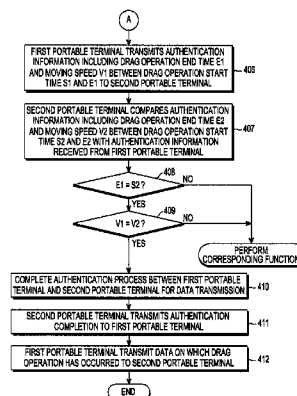 A
FIRST PORTABLE TERMINAL TRANSMITS AUTHENTICATION
INFORMATION INCLUDING DRAG OPERATION END TIME E1
AND MOVING SPEED V1 BETWEEN DRAG OPERATION START
TIME S1 AND E1 TO SECOND PORTABLE TERMINAL
406
SECOND PORTABLE TERMINAL COMPARES AUTHENTICATION
INFORMATION INCLUDING DRAG OPERATION END TIME E2
AND MOVING SPEED V2 BETWEEN DRAG OPERATION START
TIME S2 AND E2 WITH AUTHENTICATION INFORMATION
RECEIVED FROM FIRST PORTABLE TERMINAL
407
408
E1 = S2 ?
NO
YES
409
V1 = V2 ?
NO
YES
PERFORM
CORRESPONDING FUNCTION
COMPLETE AUTHENTICATION PROCESS BETWEEN FIRST PORTABLE
TERMINAL AND SECOND PORTABLE TERMINAL FOR DATA TRANSMISSION
410
SECOND PORTABLE TERMINAL TRANSMITS AUTHENTICATION
COMPLETION TO FIRST PORTABLE TERMINAL
411
FIRST PORTABLE TERMINAL TRANSMIT DATA ON WHICH DRAG
OPERATION HAS OCCURRED TO SECOND PORTABLE TERMINAL
412
END